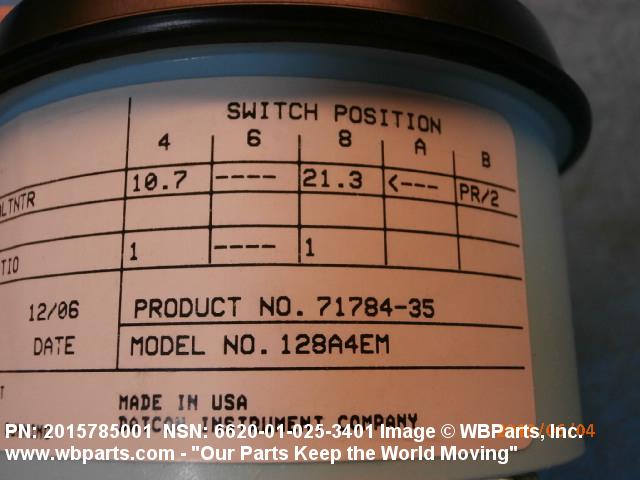 SWITCH POSITION
4 6 8 A B
LTNTR 10.7 ---- 21.3 <--- PR/2
TIO 1 ---- 1
12/06 PRODUCT NO. 71784-35
DATE MODEL NO. 128A4EM
MADE IN USA
INSTRUMENT COMPANY
PN: 2015785001 NSN: 6620-01-025-3401 Image © WBParts, Inc.
www.wbparts.com - "Our Parts Keep the World Moving"